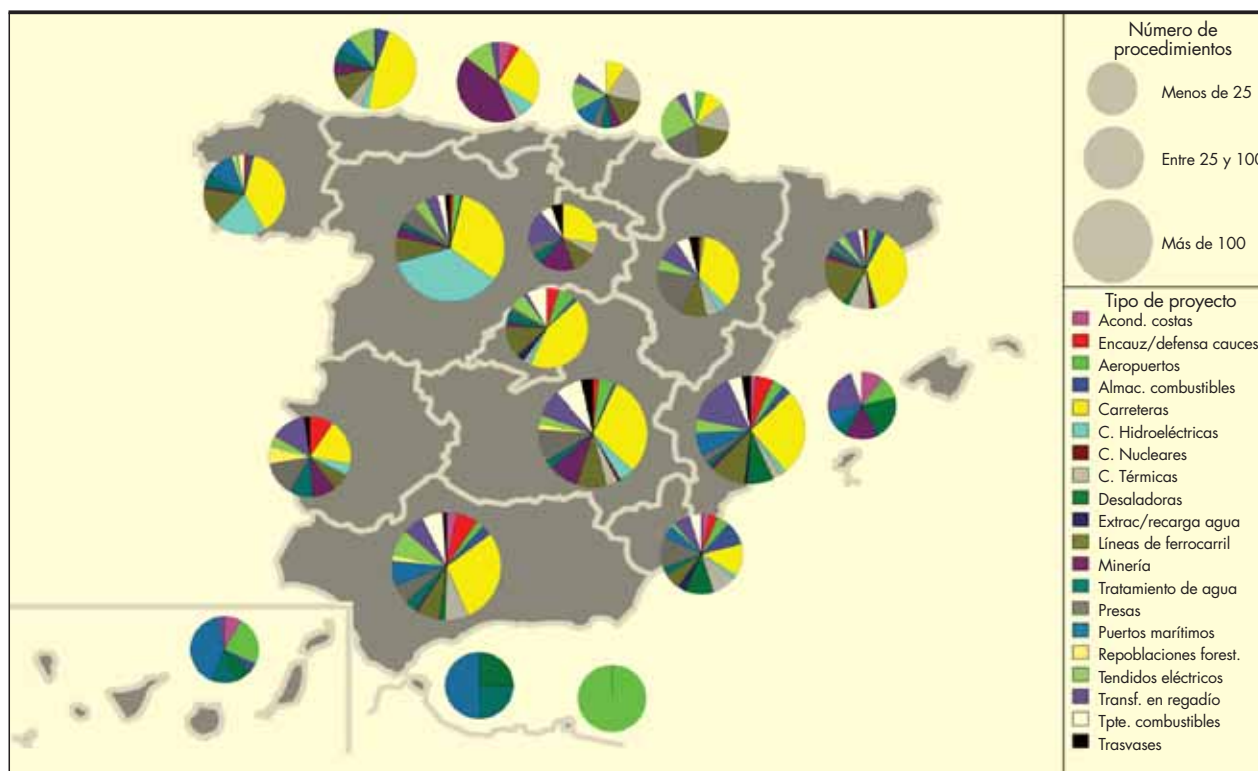 Número de
procedimientos
Menos de 25
Entre 25 y 100
Más de 100
Tipo de proyecto
Acond. costas
Encauz/defensa cauces
Aeropuertos
Almac. combustibles
Carreteras
C. Hidroeléctricas
C. Nucleares
C. Térmicas
Desaladoras
Extrac/recarga agua
Líneas de ferrocarril
Minería
Tratamiento de agua
Presas
Puertos marítimos
Repoblaciones forest.
Tendidos eléctricos
Transf. en regadío
Tpte. combustibles
Trasvases